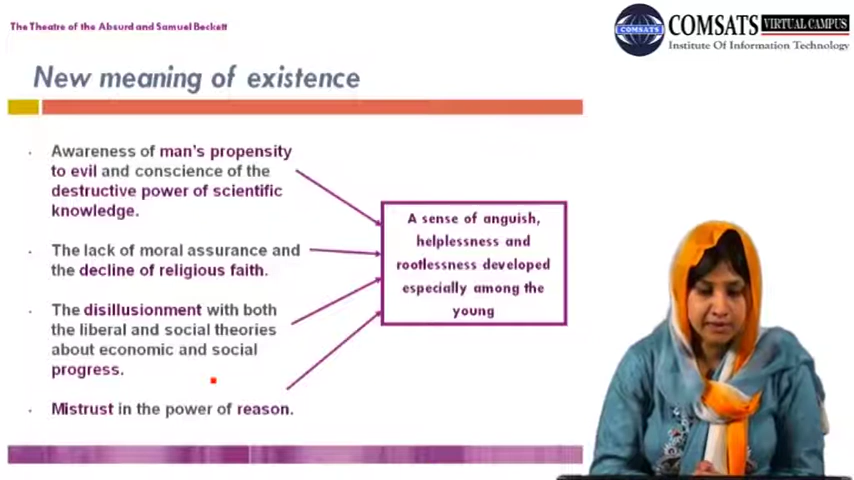 The Theatre of the Absurd and Samuel Beckett
COMSATS VIRTUAL CAMPUS
Institute Of Information Technology
COMSATS
New meaning of existence
Awareness of man's propensity
to evil and conscience of the
destructive power of scientific
knowledge.
The lack of moral assurance and
the decline of religious faith.
The disillusionment with both
the liberal and social theories
about economic and social
progress.
Mistrust in the power of reason.
A sense of anguish,
helplessness and
rootlessness developed
especially among the
young